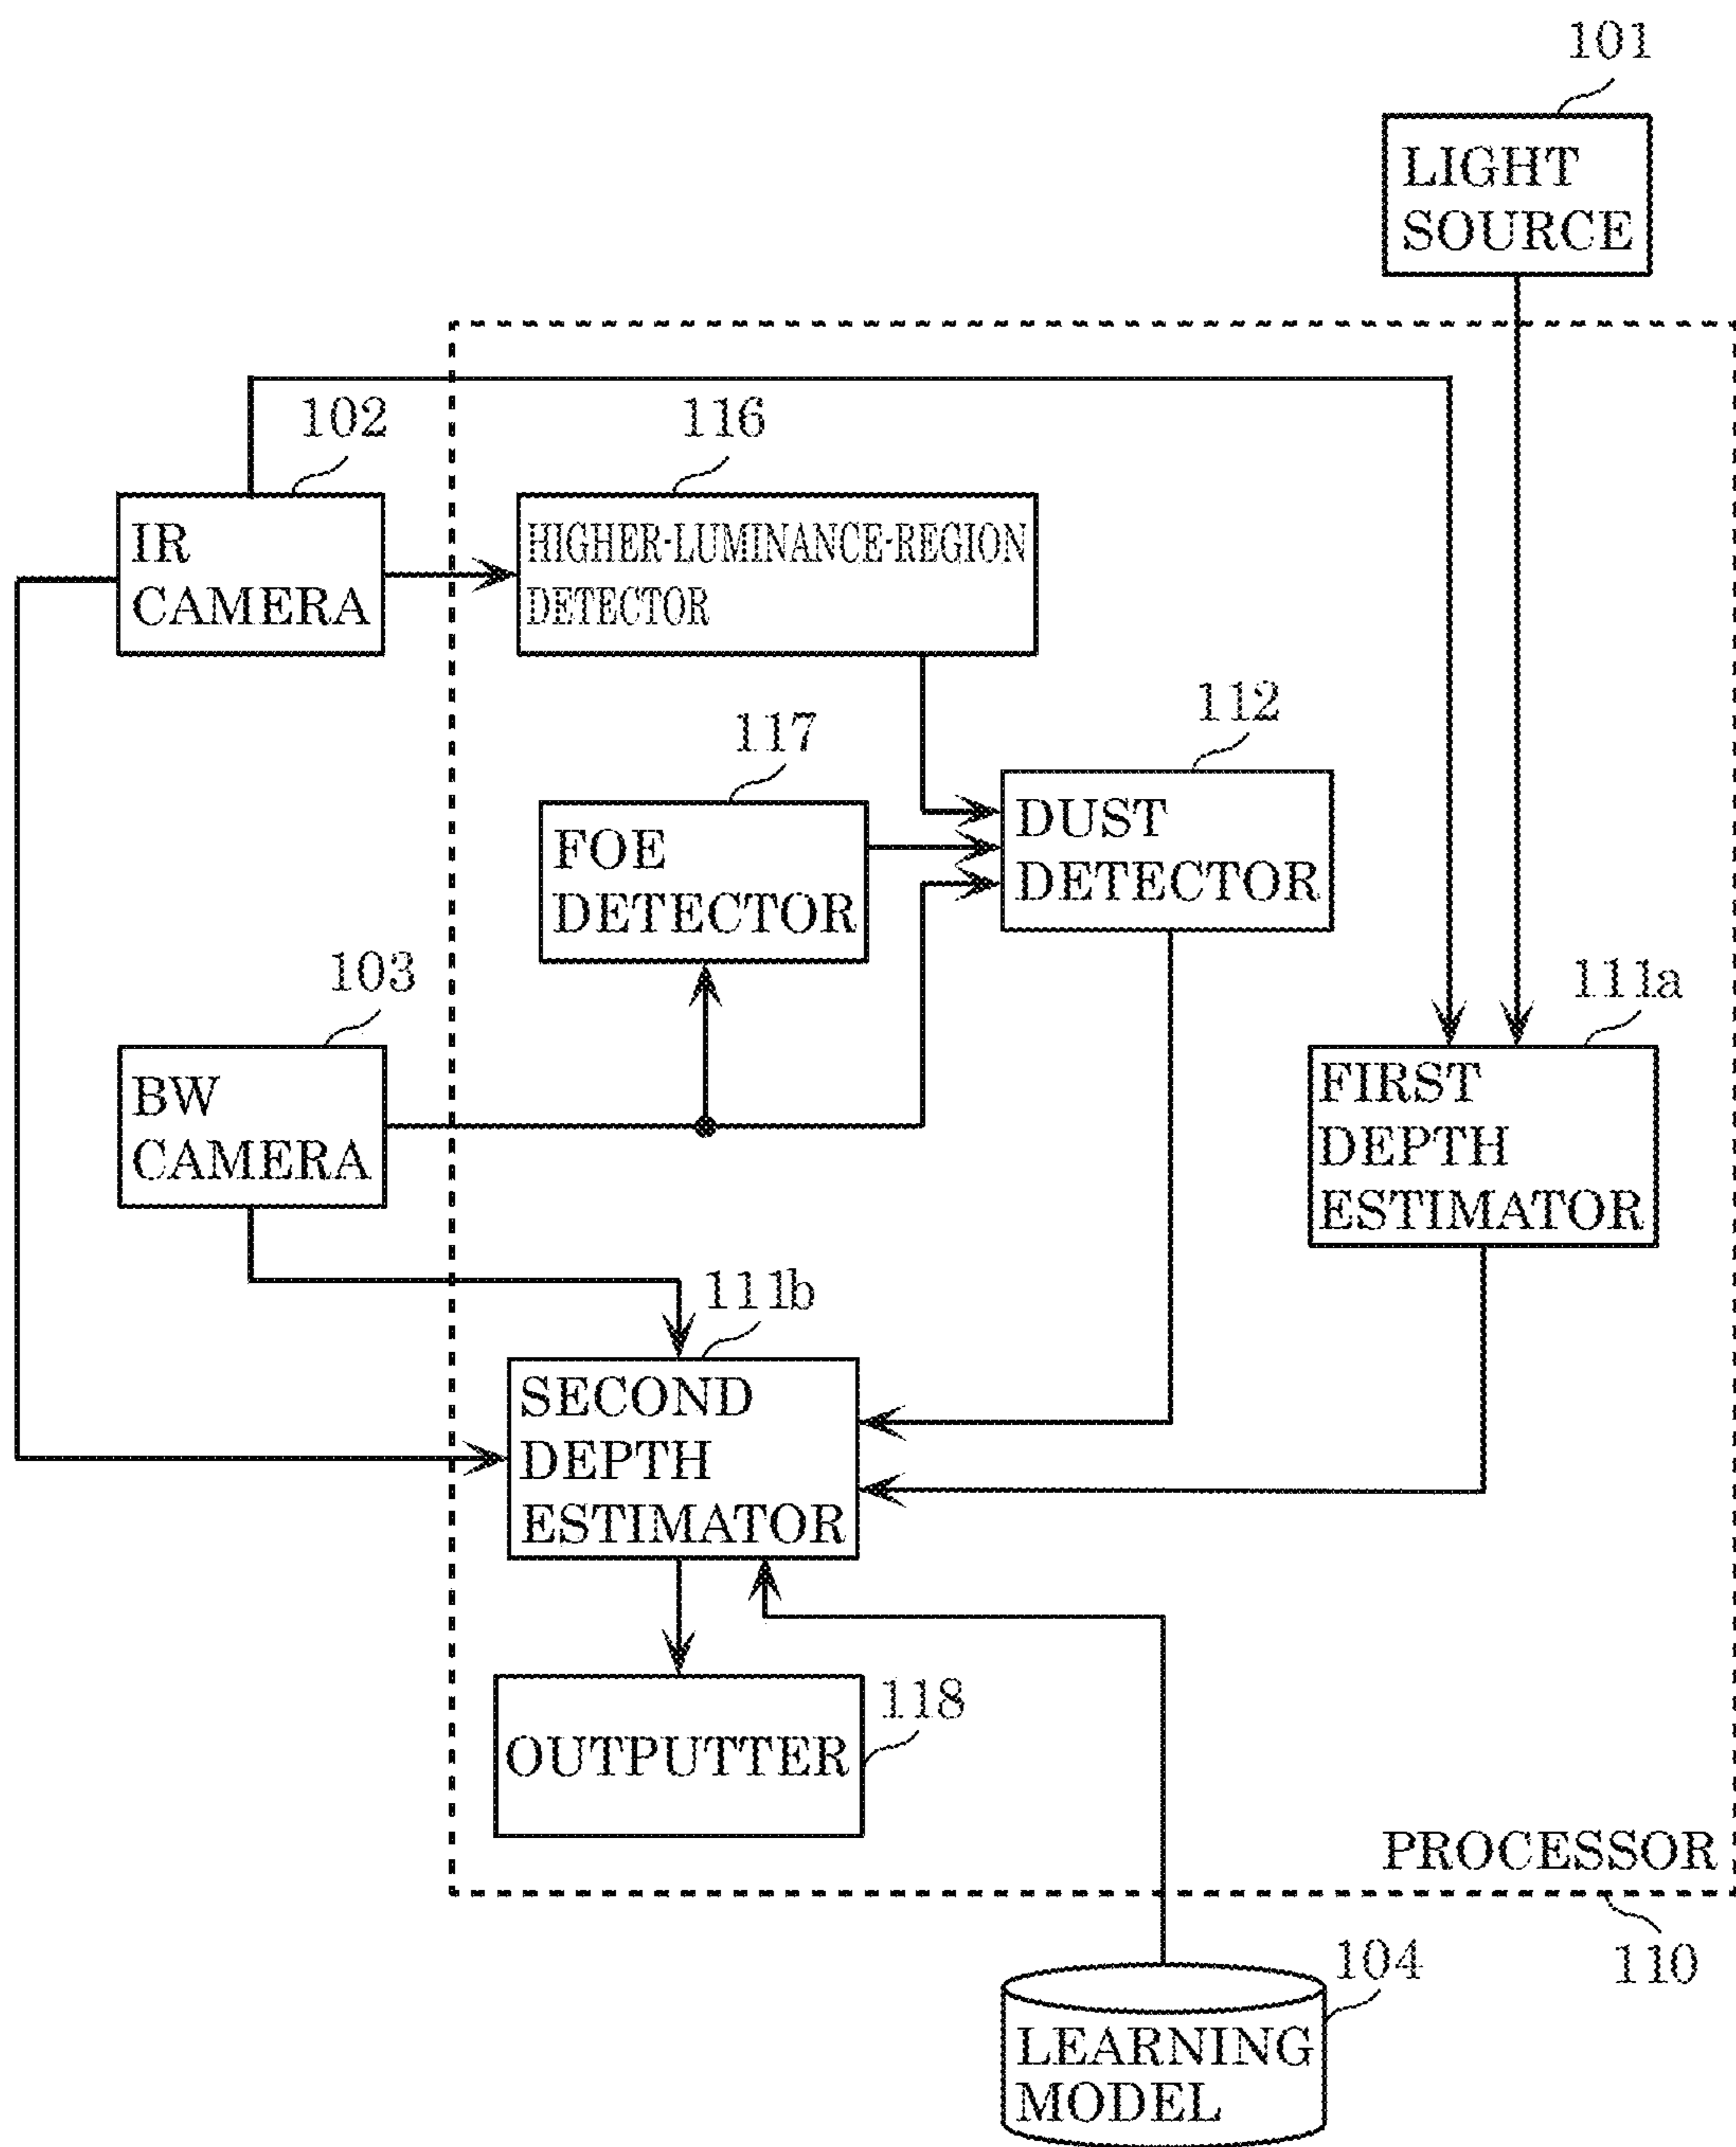 101
LIGHT
SOURCE
102
116
IR
CAMERA
HIGHER-LUMINANCE-REGION
DETECTOR
117
112
FOE
DETECTOR
DUST
DETECTOR
103
111a
BW
CAMERA
FIRST
DEPTH
ESTIMATOR
111b
SECOND
DEPTH
ESTIMATOR
118
OUTPUTTER
PROCESSOR
110
104
LEARNING
MODEL